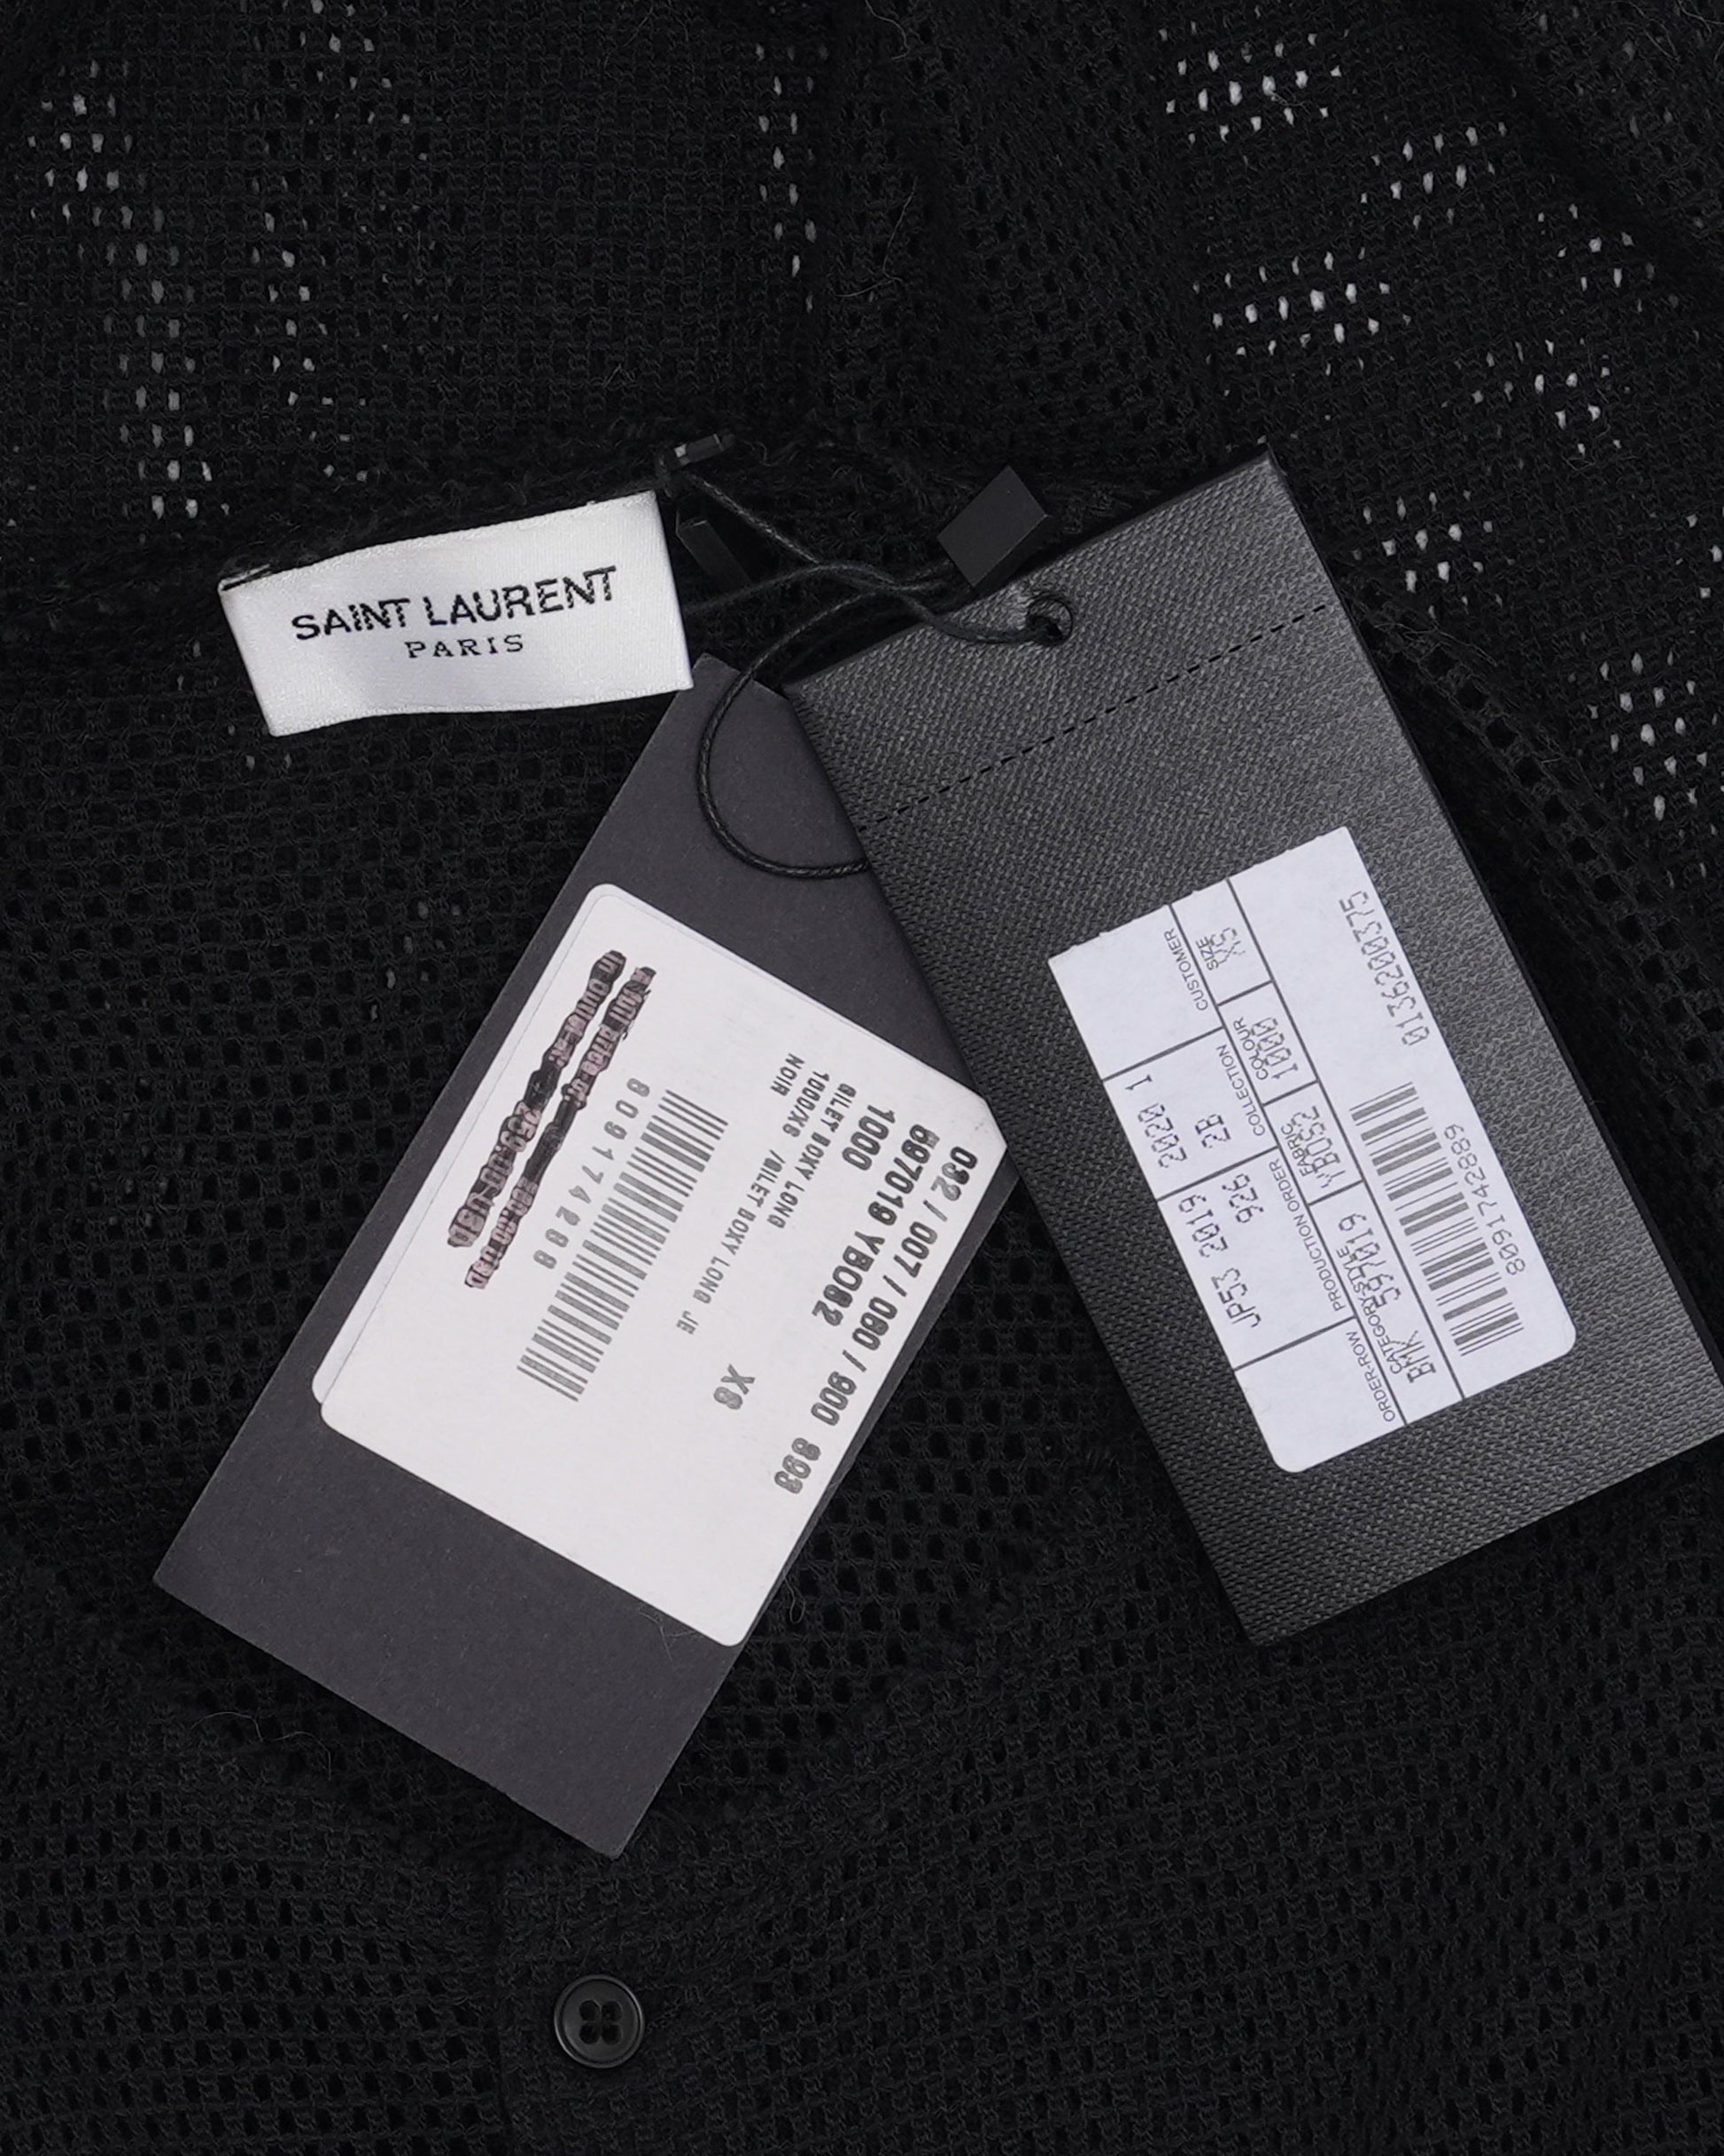 SAINT LAURENT
PARIS
032 / 007 / 080 / 900 893
597019 YBOS2
1000
GILET BOXY LONG
1000/XS /GILET BOXY LONG JE
NOIR
XS
CUSTOMER
2020 1
JP53 2019
COLLECTION
2B
PRODUCTION ORDER
926
ORDER-ROW
SIZE
XS
COLOUR
1000
FABRIC
YBOS2
CATEGORY-STYLE
BMK 597019
0136200375
8091742889